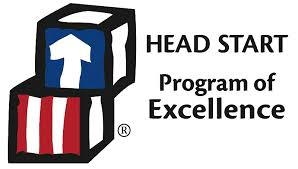 HEAD START
Program of
Excellence
®